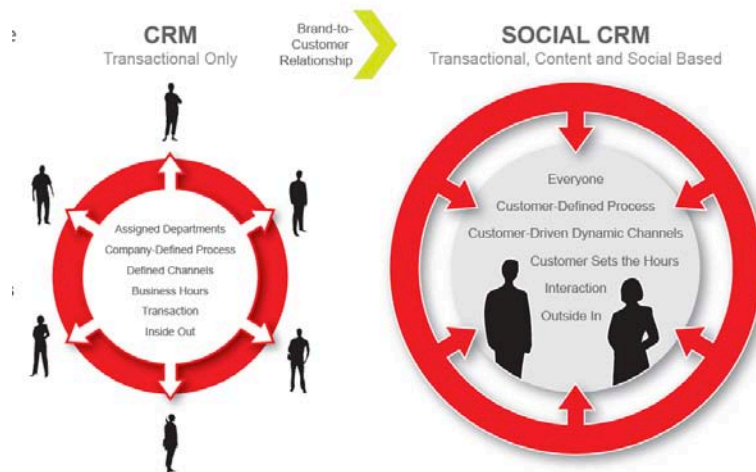 CRM
Transactional Only
Brand-to-
Customer
Relationship
SOCIAL CRM
Transactional, Content and Social Based
Assigned Departments
Company-Defined Process
Defined Channels
Business Hours
Transaction
Inside Out
Everyone
Customer-Defined Process
Customer-Driven Dynamic Channels
Customer Sets the Hours
Interaction
Outside In